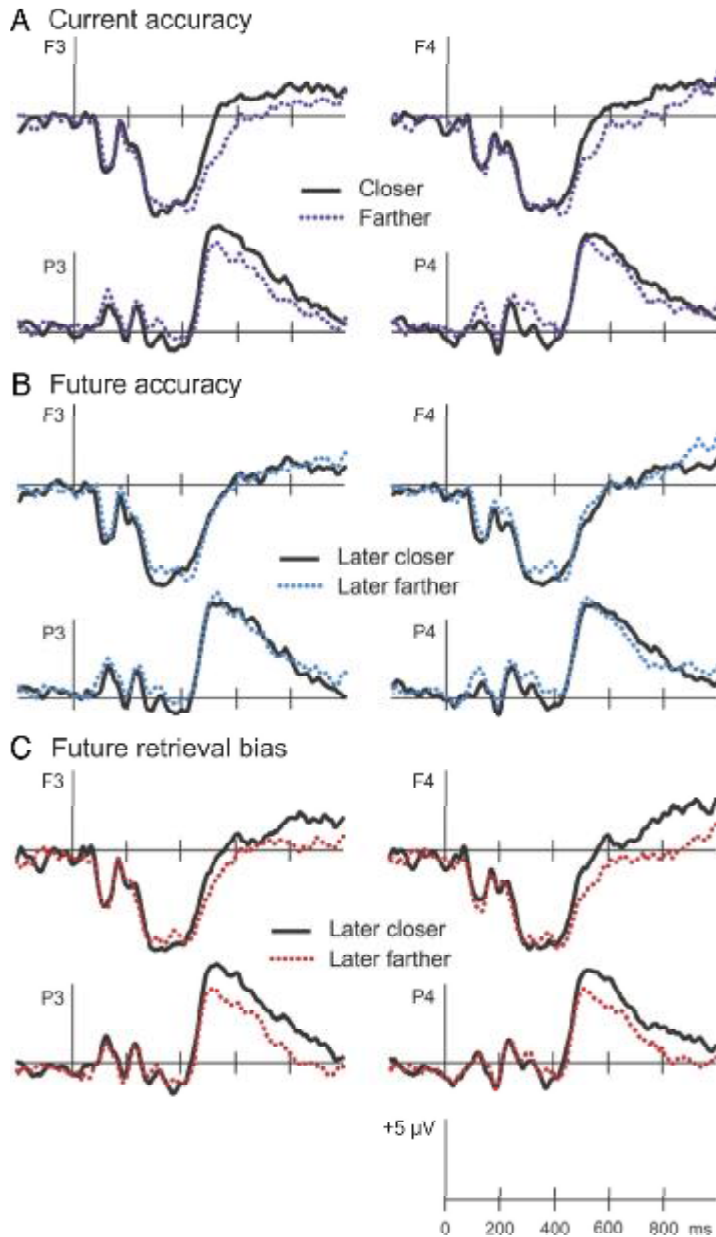 A Current accuracy
F3 F4
Closer
Farther
P3 P4
B Future accuracy
F3 F4
Later closer
Later farther
P3 P4
C Future retrieval bias
F3 F4
Later closer
Later farther
P3 P4
+5 µV
0 200 400 600 800 ms